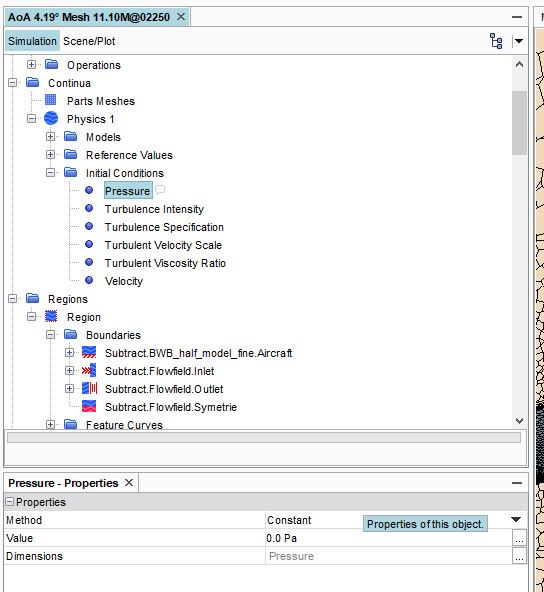 AoA 4.19° Mesh 11.10M@02250
Simulation Scene/Plot
Operations
Continua
Parts Meshes
Physics 1
Models
Reference Values
Initial Conditions
Pressure
Turbulence Intensity
Turbulence Specification
Turbulent Velocity Scale
Turbulent Viscosity Ratio
Velocity
Regions
Region
Boundaries
Subtract.BWB_half_model_fine.Aircraft
Subtract.Flowfield.Inlet
Subtract.Flowfield.Outlet
Subtract.Flowfield.Symetrie
Feature Curves
Pressure - Properties
Properties
Method Constant Properties of this object.
Value 0.0 Pa ...
Dimensions Pressure ...